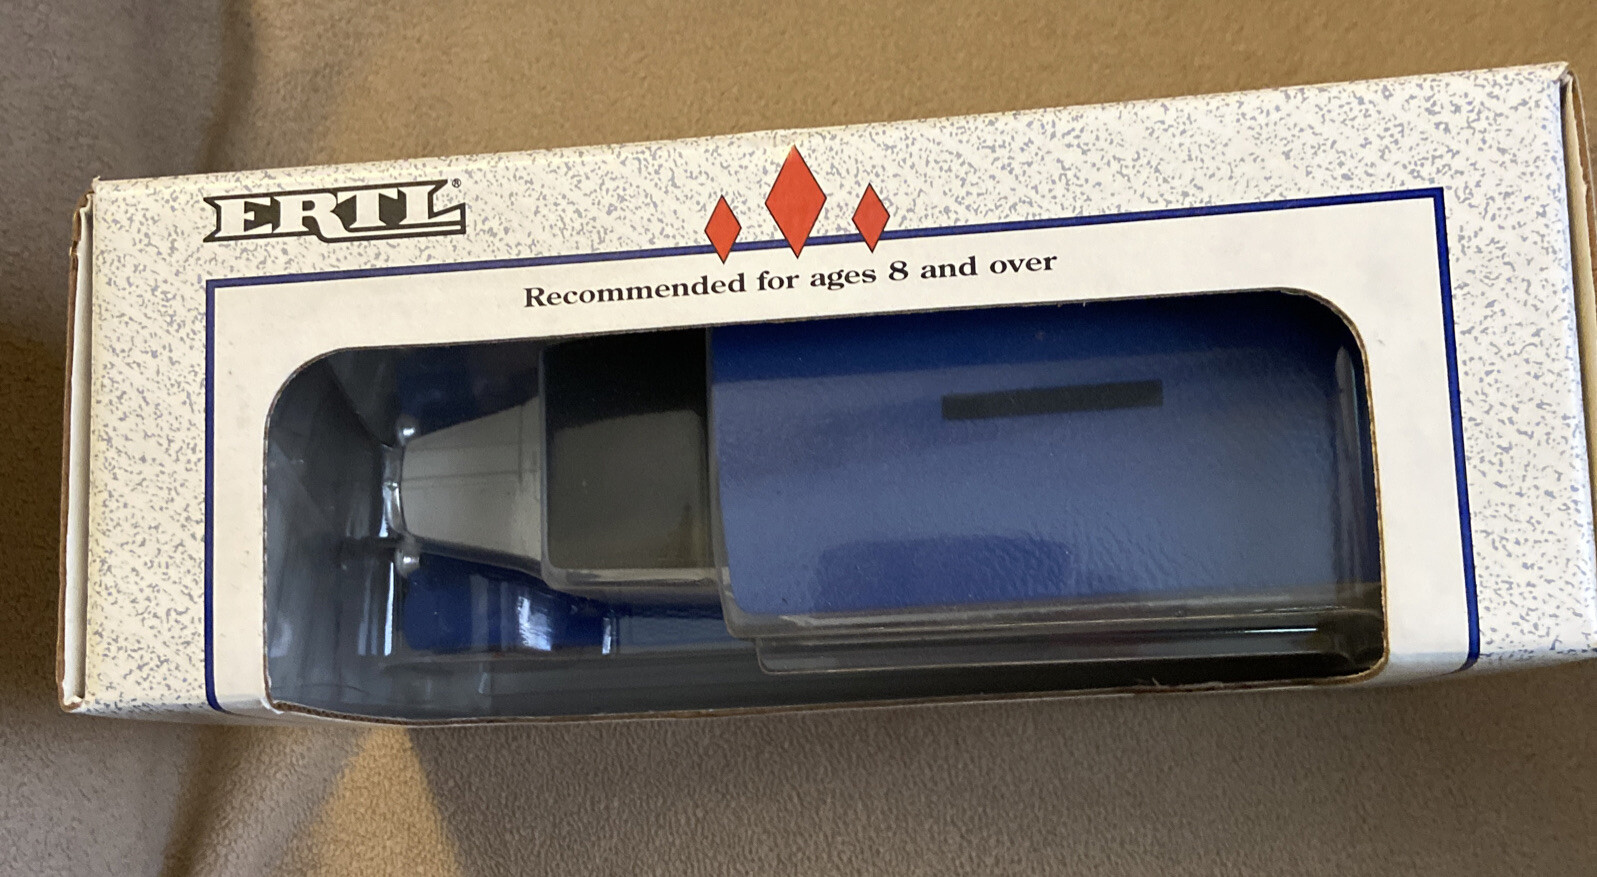 ERTL®
Recommended for ages 8 and over